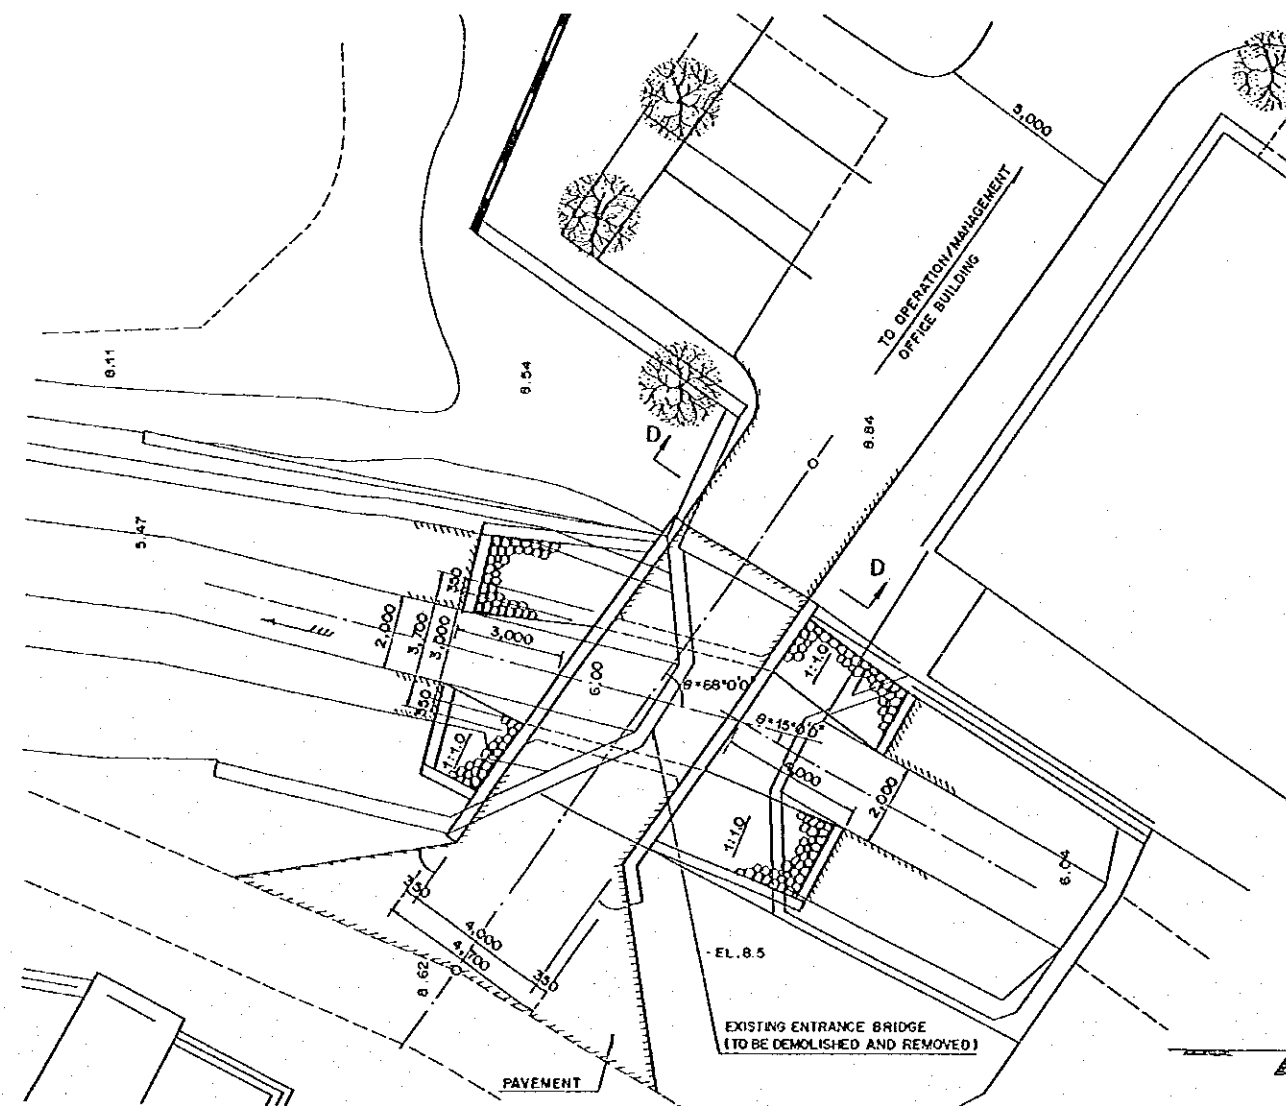 5,000
TO OPERATION/MANAGEMENT
OFFICE BUILDING
8.11
8.54
8.84
D
D
5.47
350
2,000
3,700
3,000
350
3,000
6.00
θ=68°0'0"
θ=15°0'0"
1:1.0
1:1.0
1:1.0
3,000
2,000
6.04
4,000
4,700
350
8.62
EL.8.5
EXISTING ENTRANCE BRIDGE
(TO BE DEMOLISHED AND REMOVED)
PAVEMENT